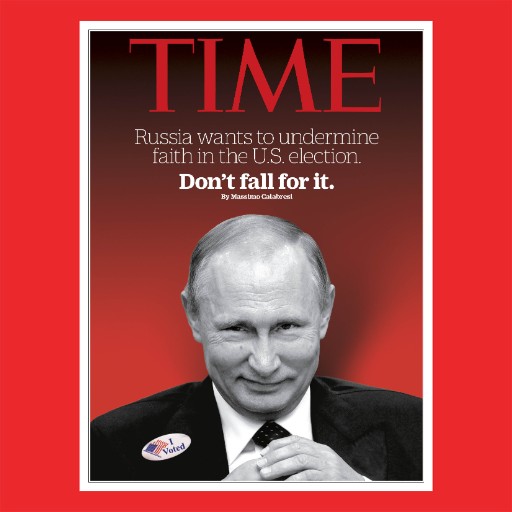 TIME
Russia wants to undermine
faith in the U.S. election.
Don't fall for it.
By Massimo Calabresi
I
Voted